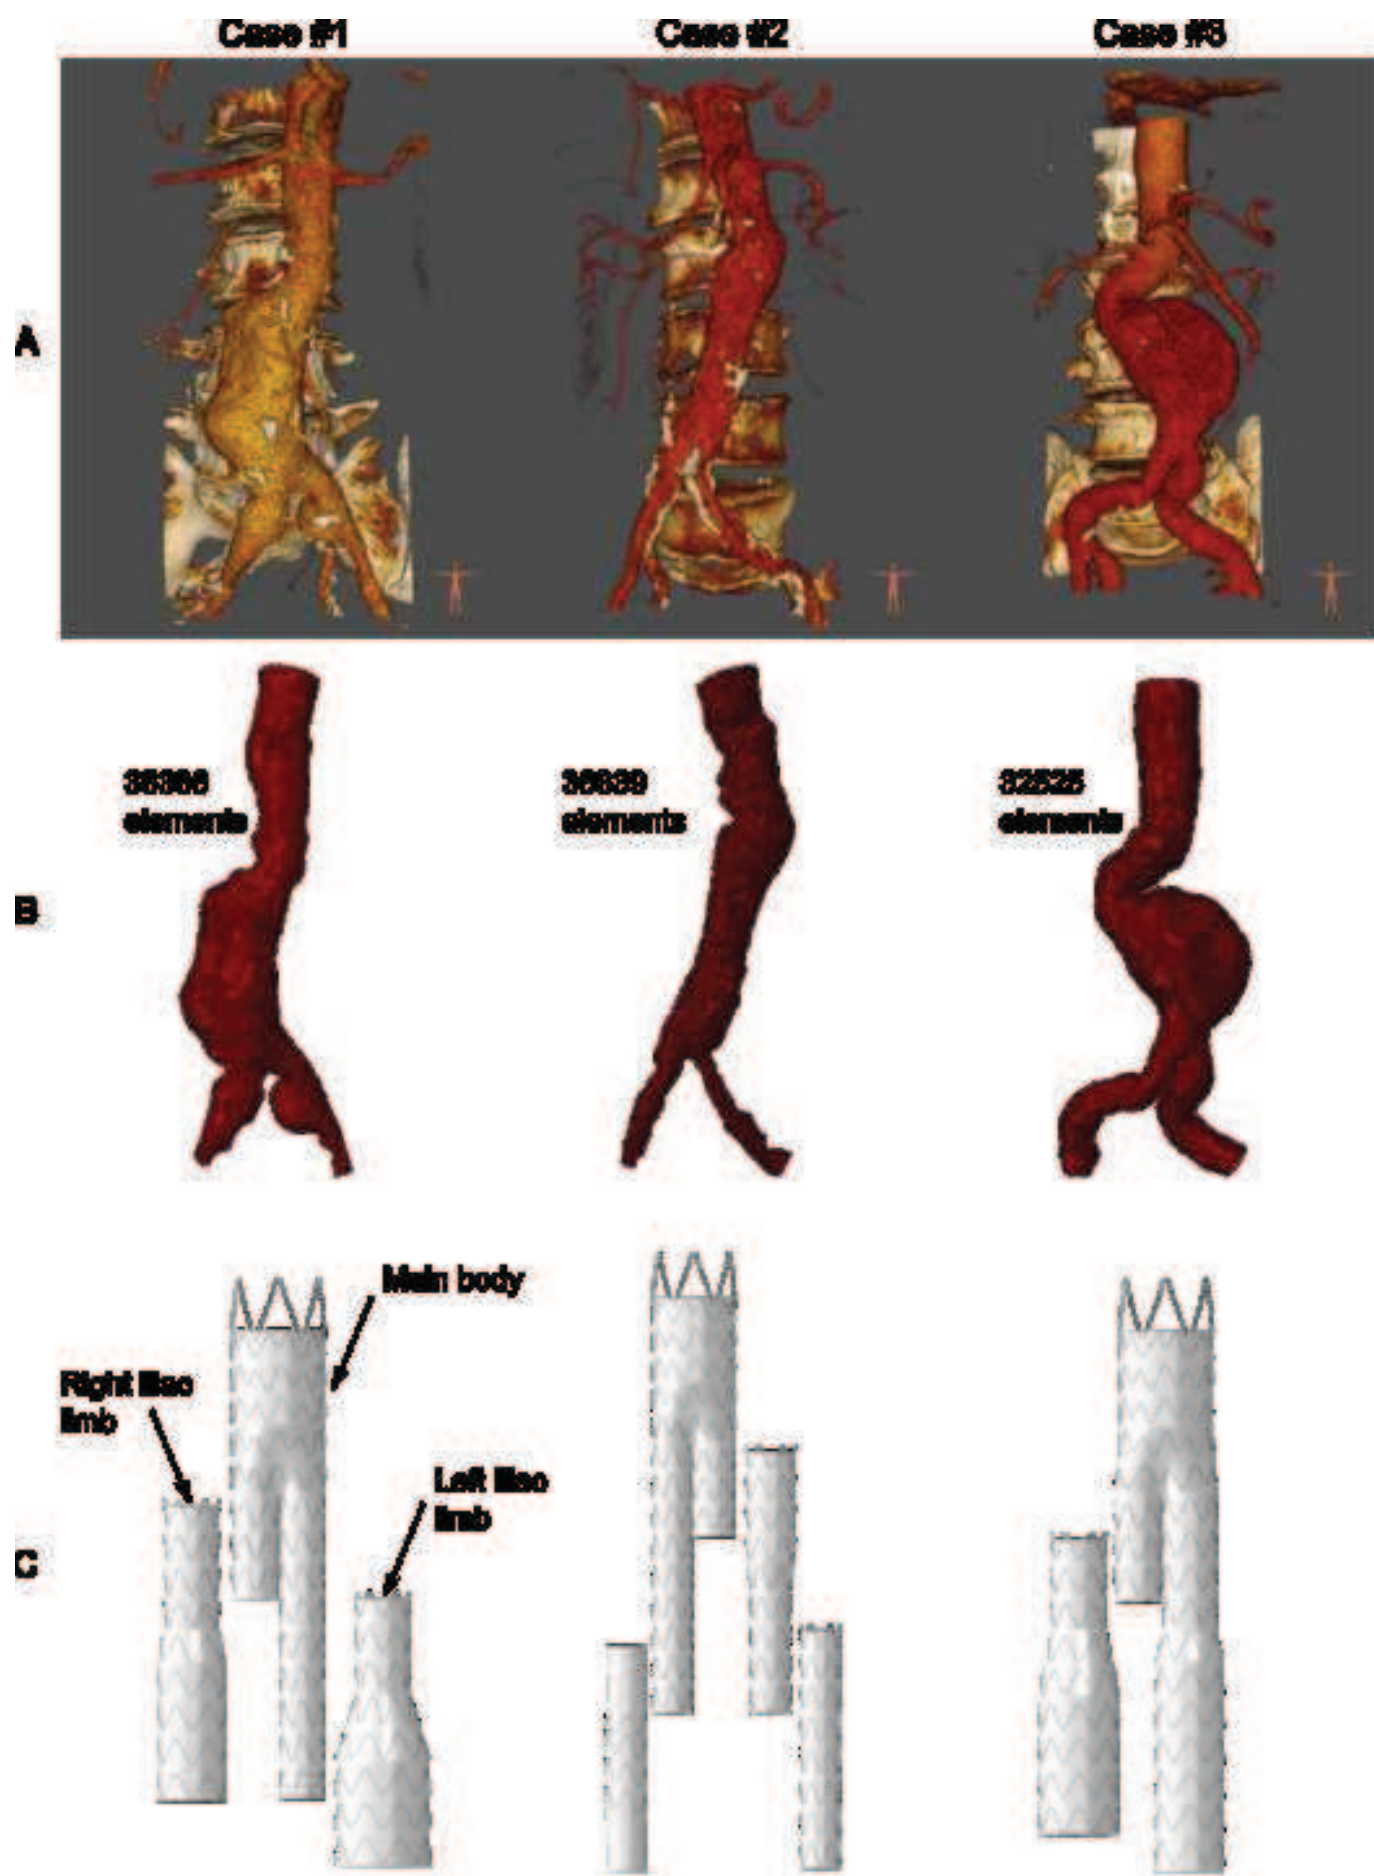 Case #1
Case #2
Case #3
A
elements
elements
elements
B
Main body
Right iliac
limb
Left iliac
limb
C